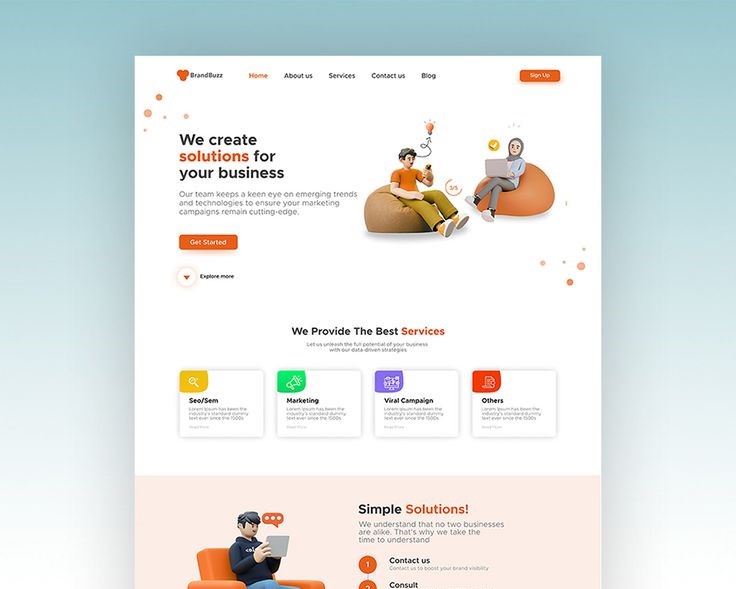 BrandBuzz
Home
About us
Services
Contact us
Blog
Sign Up
We create
solutions for
your business
Our team keeps a keen eye on emerging trends
and technologies to ensure your marketing
campaigns remain cutting-edge.
3/5
Get Started
Explore more
We Provide The Best Services
Let us unleash the full potential of your business
with our data-driven strategies
Seo/Sem
Lorem Ipsum has been the
industry's standard dummy
text ever since the 1500s
Read More
Marketing
Lorem Ipsum has been the
industry's standard dummy
text ever since the 1500s
Read More
Viral Campaign
Lorem Ipsum has been the
industry's standard dummy
text ever since the 1500s
Read More
Others
Lorem Ipsum has been the
industry's standard dummy
text ever since the 1500s
Read More
Simple Solutions!
We understand that no two businesses
are alike. That's why we take the
time to understand
1
Contact us
Contact us to boost your brand visiblity
2
Consult